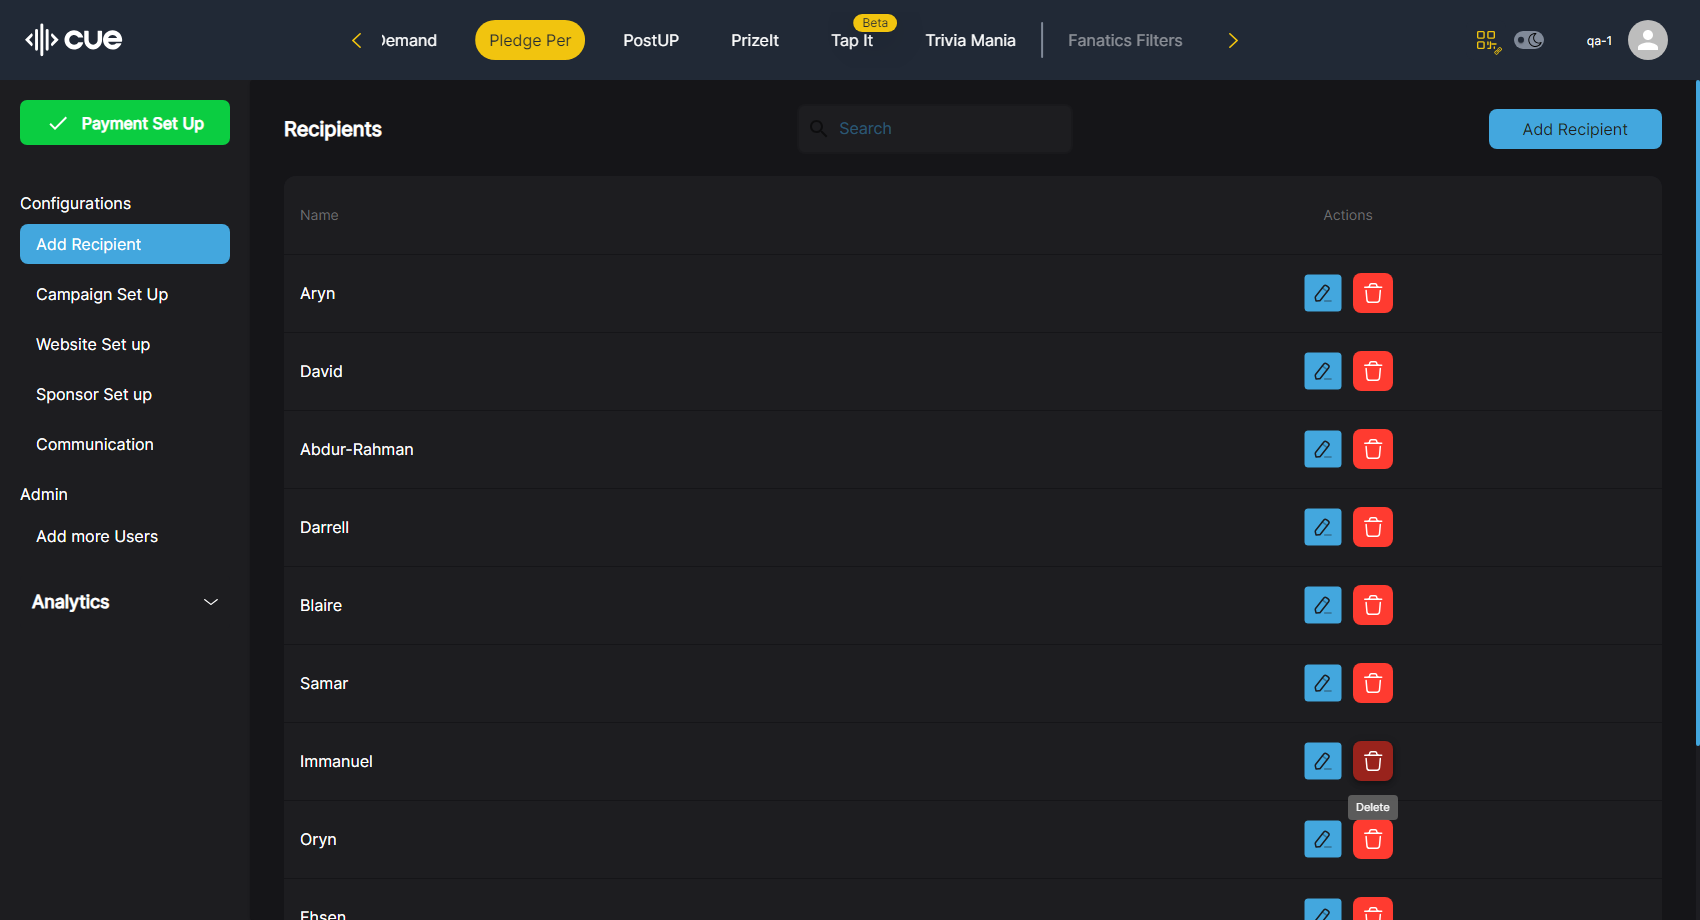 cue
Demand
Pledge Per
PostUP
PrizeIt
Beta
Tap It
Trivia Mania
Fanatics Filters
qa-1
Payment Set Up
Configurations
Add Recipient
Campaign Set Up
Website Set up
Sponsor Set up
Communication
Admin
Add more Users
Analytics
Recipients
Search
Add Recipient
Name
Actions
Aryn
David
Abdur-Rahman
Darrell
Blaire
Samar
Immanuel
Delete
Oryn
Ehsen